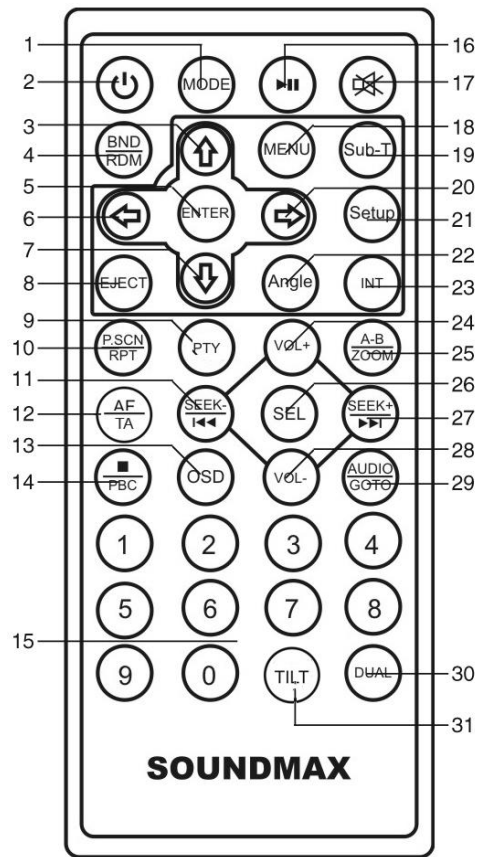 1
16
2
MODE
17
3
BND
RDM
MENU
Sub-T
18
4
19
5
ENTER
20
6
Setup
21
7
22
8
EJECT
Angle
INT
23
9
24
P.SCN
RPT
PTY
VOL+
A-B
ZOOM
10
25
11
26
AF
TA
SEEK-
SEL
SEEK+
12
27
13
28
14
PBC
OSD
VOL-
AUDIO
GOTO
29
1 2 3 4
5 6 7 8
15
9 0 TILT DUAL
30
31
SOUNDMAX